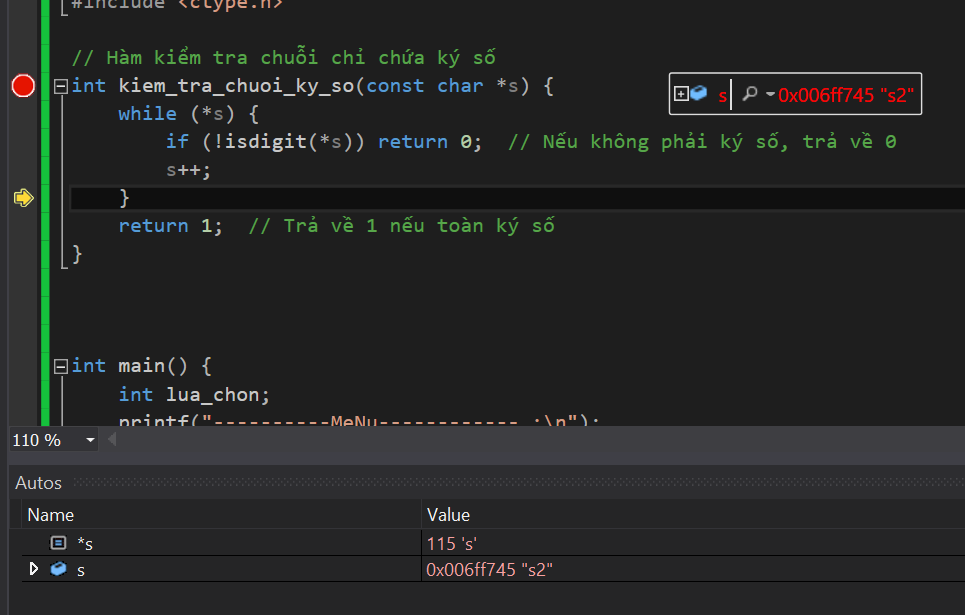 #include <ctype.h>
// Hàm kiểm tra chuỗi chỉ chứa ký số
int kiem_tra_chuoi_ky_so(const char *s) {
s 0x006ff745 "s2"
while (*s) {
if (!isdigit(*s)) return 0;  // Nếu không phải ký số, trả về 0
s++;
}
return 1;  // Trả về 1 nếu toàn ký số
}
int main() {
int lua_chon;
printf("----------MeNu------------ :\n");
110 %
Autos
Name Value
*s 115 's'
s 0x006ff745 "s2"